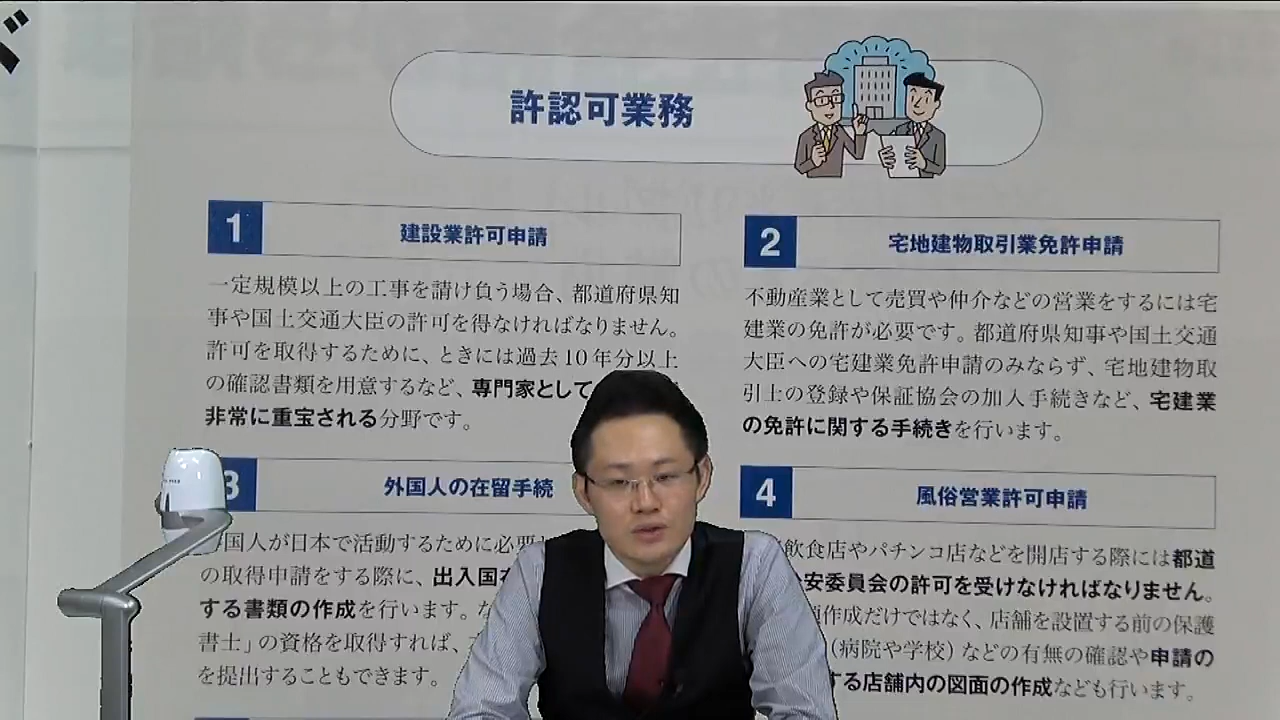 ド
許認可業務
1 建設業許可申請
一定規模以上の工事を請け負う場合、都道府県知
事や国土交通大臣の許可を得なければなりません。
許可を取得するために、ときには過去10年分以上
の確認書類を用意するなど、専門家として
非常に重宝される分野です。
2 宅地建物取引業免許申請
不動産業として売買や仲介などの営業をするには宅
建業の免許が必要です。都道府県知事や国土交通
大臣への宅建業免許申請のみならず、宅地建物取
引士の登録や保証協会の加入手続きなど、宅建業
の免許に関する手続きを行います。
3 外国人の在留手続
国人が日本で活動するために必要
の取得申請をする際に、出入国
する書類の作成を行います。な
書士」の資格を取得すれば、
を提出することもできます。
4 風俗営業許可申請
飲食店やパチンコ店などを開店する際には都道
安委員会の許可を受けなければなりません。
作成だけではなく、店舗を設置する前の保護
(病院や学校)などの有無の確認や申請の
する店舗内の図面の作成なども行います。